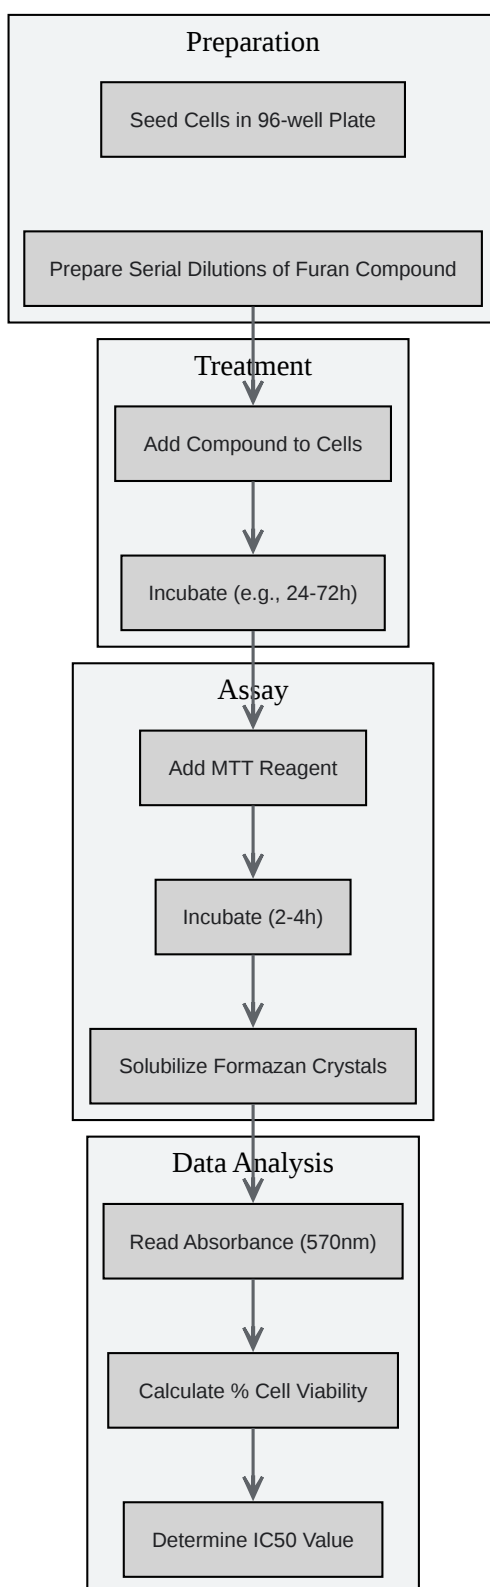 Preparation
Seed Cells in 96-well Plate
Prepare Serial Dilutions of Furan Compound
Treatment
Add Compound to Cells
Incubate (e.g., 24-72h)
Assay
Add MTT Reagent
Incubate (2-4h)
Solubilize Formazan Crystals
Data Analysis
Read Absorbance (570nm)
Calculate % Cell Viability
Determine IC50 Value